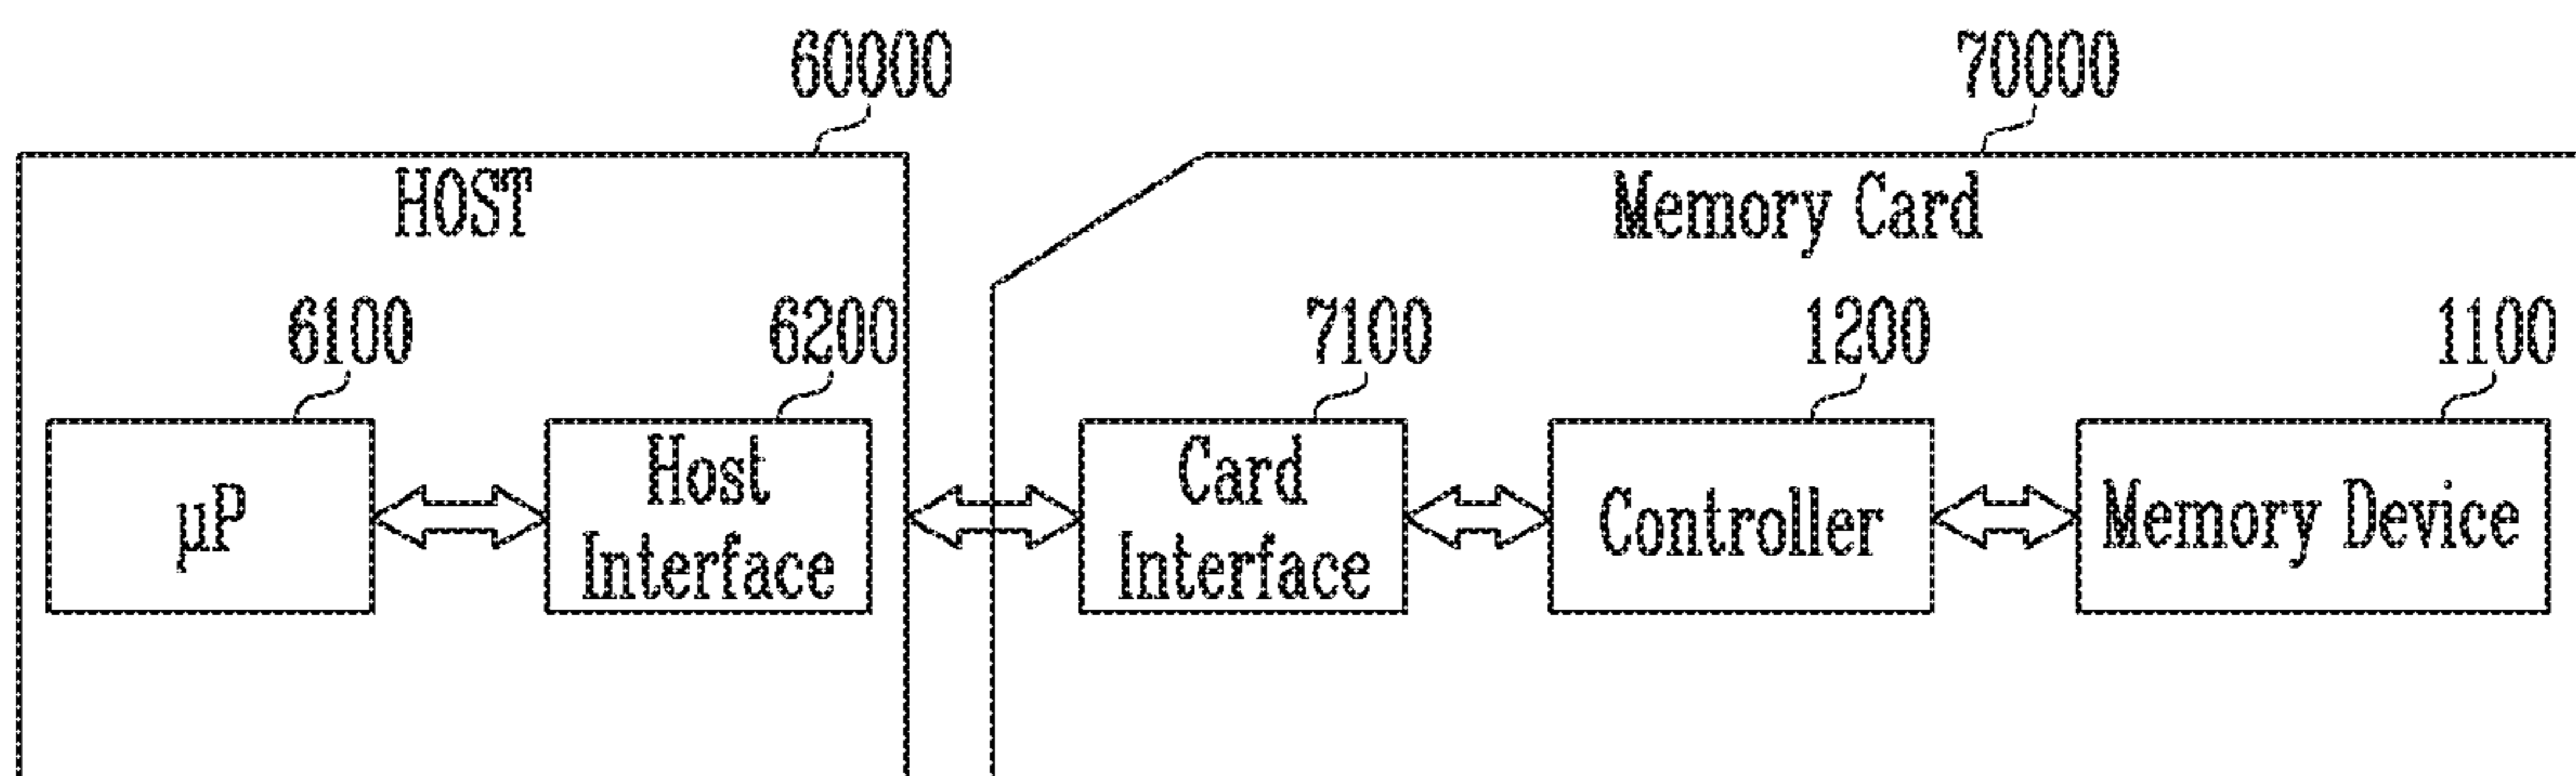 60000
70000
HOST
Memory Card
6100
6200
7100
1200
1100
μP
Host
Interface
Card
Interface
Controller
Memory Device